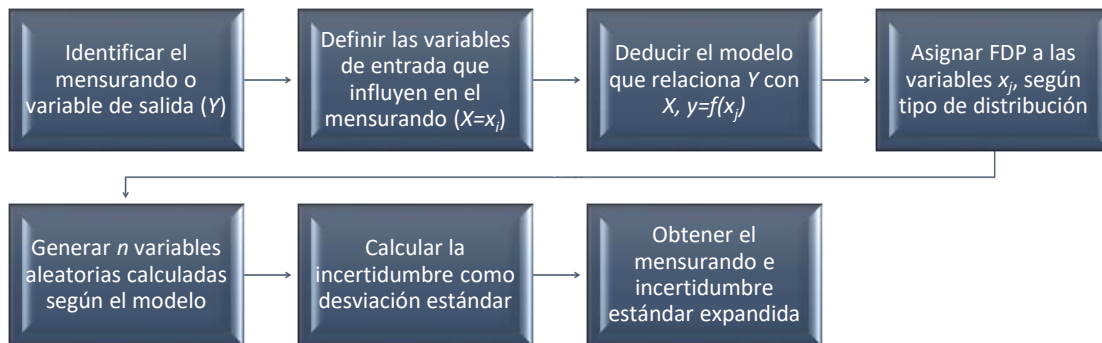 Identificar el
mensurando o
variable de salida (Y)
Definir las variables
de entrada que
influyen en el
mensurando (X=xi)
Deducir el modelo
que relaciona Y con
X, y=f(xj)
Asignar FDP a las
variables xj, según
tipo de distribución
Generar n variables
aleatorias calculadas
según el modelo
Calcular la
incertidumbre como
desviación estándar
Obtener el
mensurando e
incertidumbre
estándar expandida